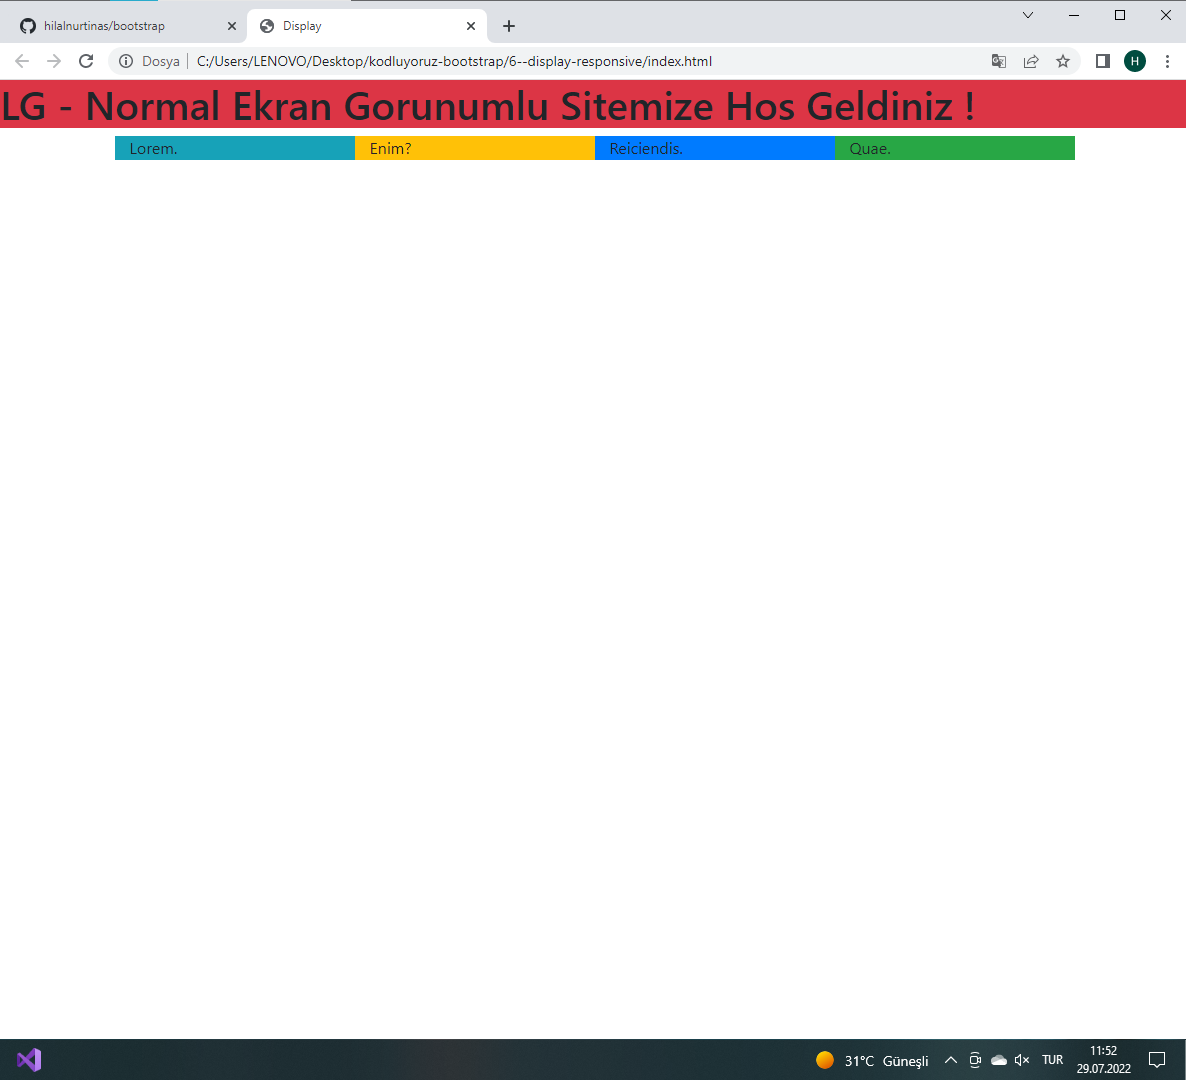 hilalnurtinas/bootstrap
Display
Dosya
C:/Users/LENOVO/Desktop/kodluyoruz-bootstrap/6--display-responsive/index.html
H
LG - Normal Ekran Gorunumlu Sitemize Hos Geldiniz !
Lorem. Enim? Reiciendis. Quae.
31°C Güneşli
TUR
11:52
29.07.2022